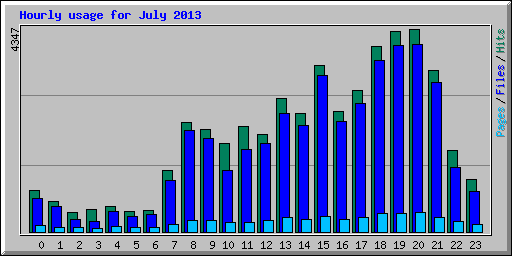 Hourly usage for July 2013
4347
Pages / Files / Hits
0 1 2 3 4 5 6 7 8 9 10 11 12 13 14 15 16 17 18 19 20 21 22 23